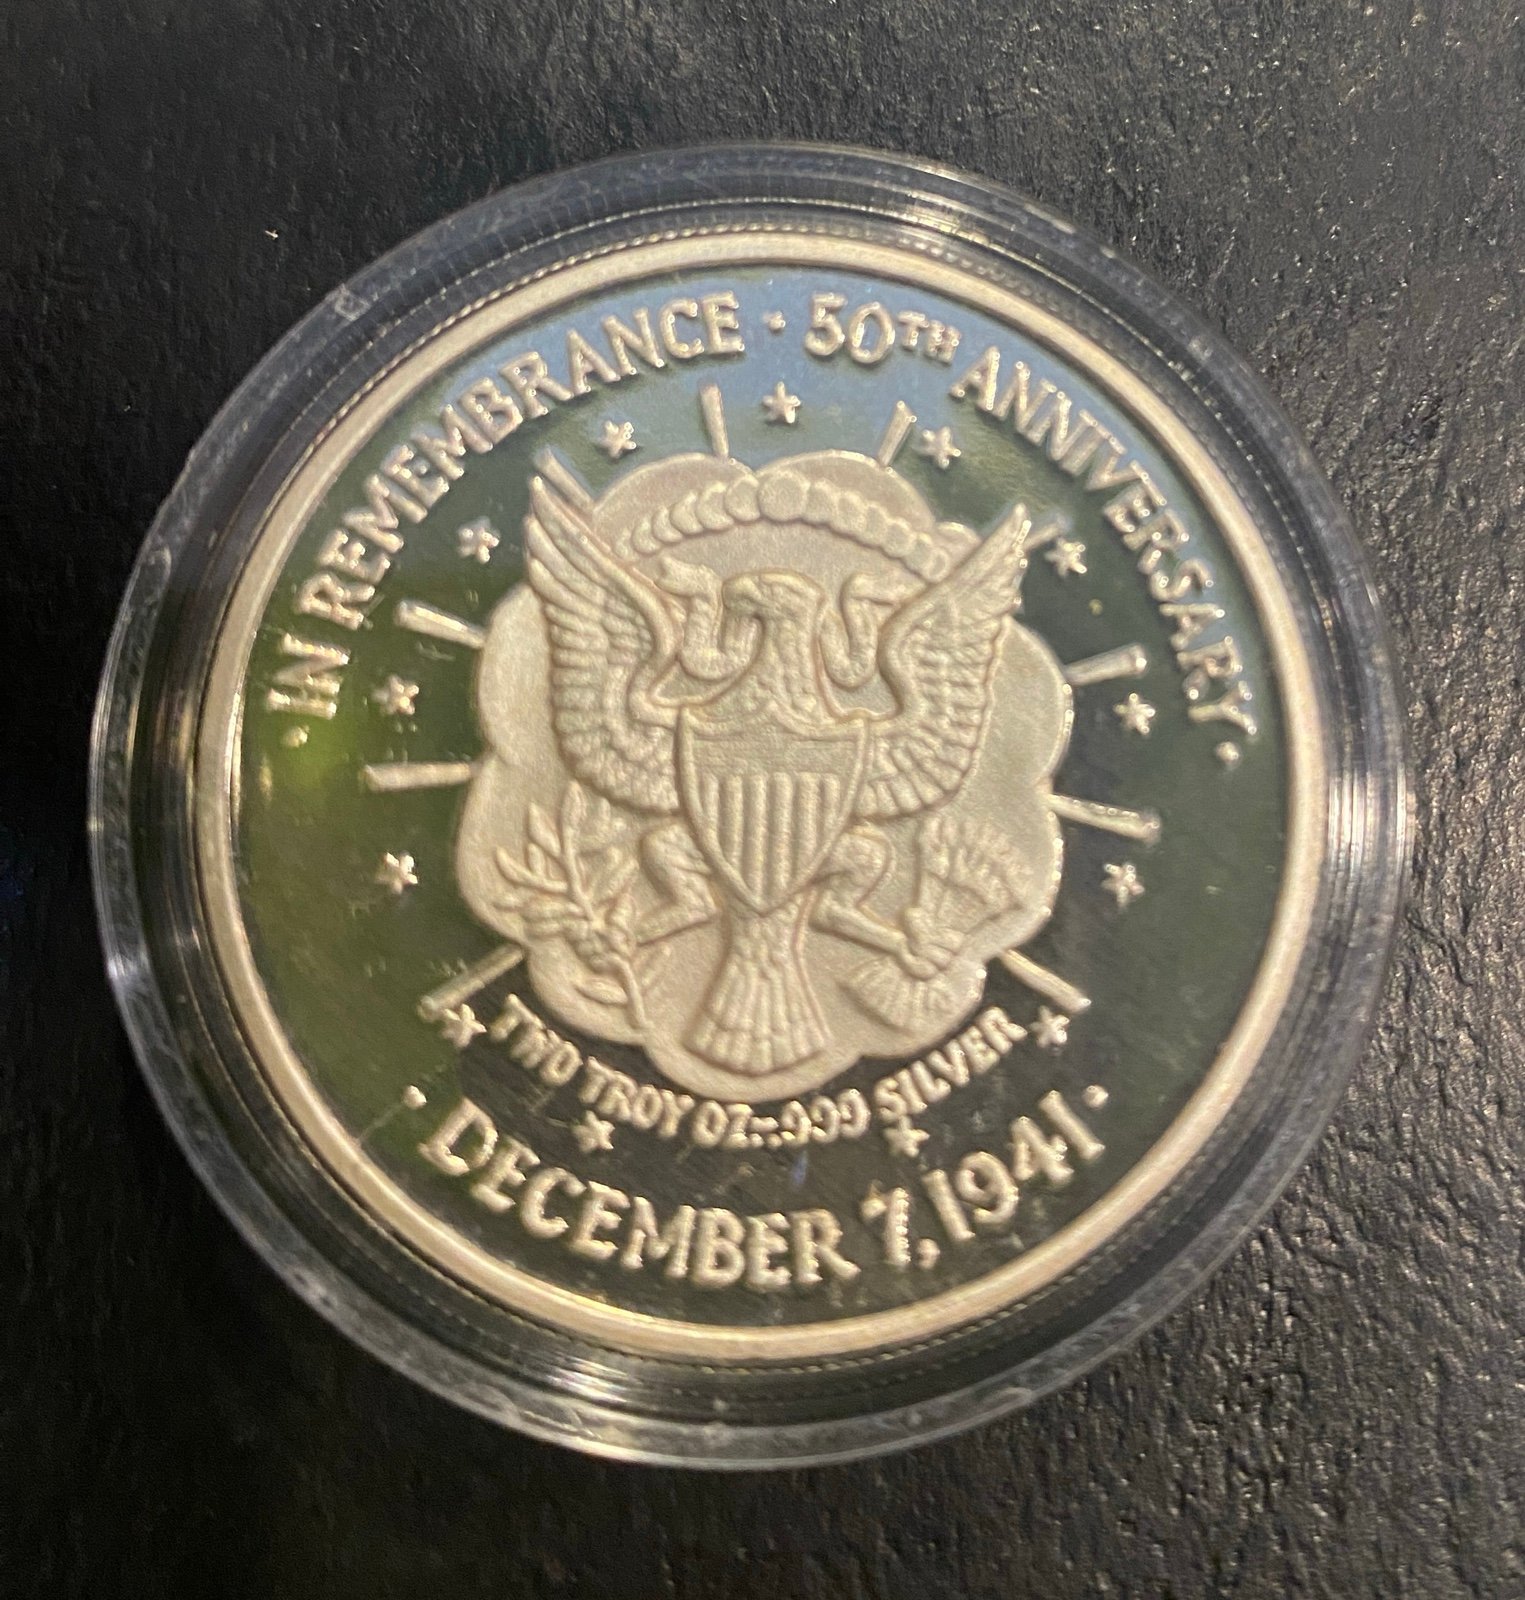 · IN REMEMBRANCE · 50TH ANNIVERSARY ·
TWO TROY OZ. .999 SILVER
· DECEMBER 7, 1941 ·